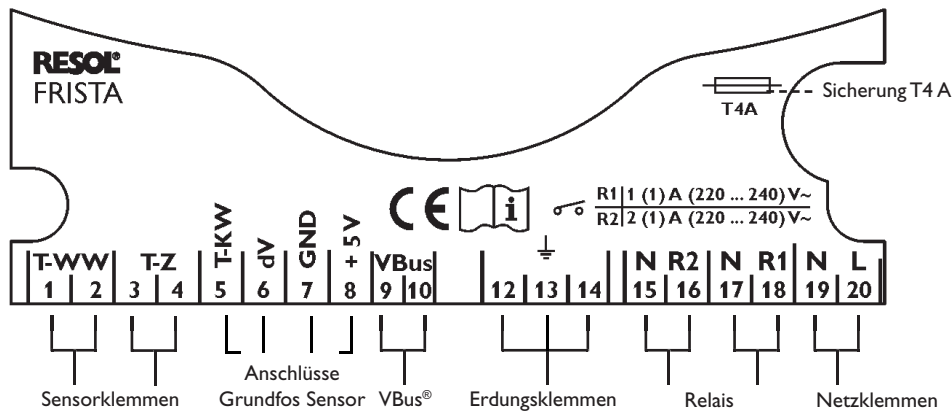 RESOL®
FRISTA
T4A
Sicherung T4 A
CE
i
R1 1 (1) A (220 ... 240) V~
R2 2 (1) A (220 ... 240) V~
T-WW T-Z T-KW dV GND + 5 V VBus N R2 N R1 N L
1 2 3 4 5 6 7 8 9 10 12 13 14 15 16 17 18 19 20
Sensorklemmen
Anschlüsse
Grundfos Sensor
VBus®
Erdungsklemmen
Relais
Netzklemmen